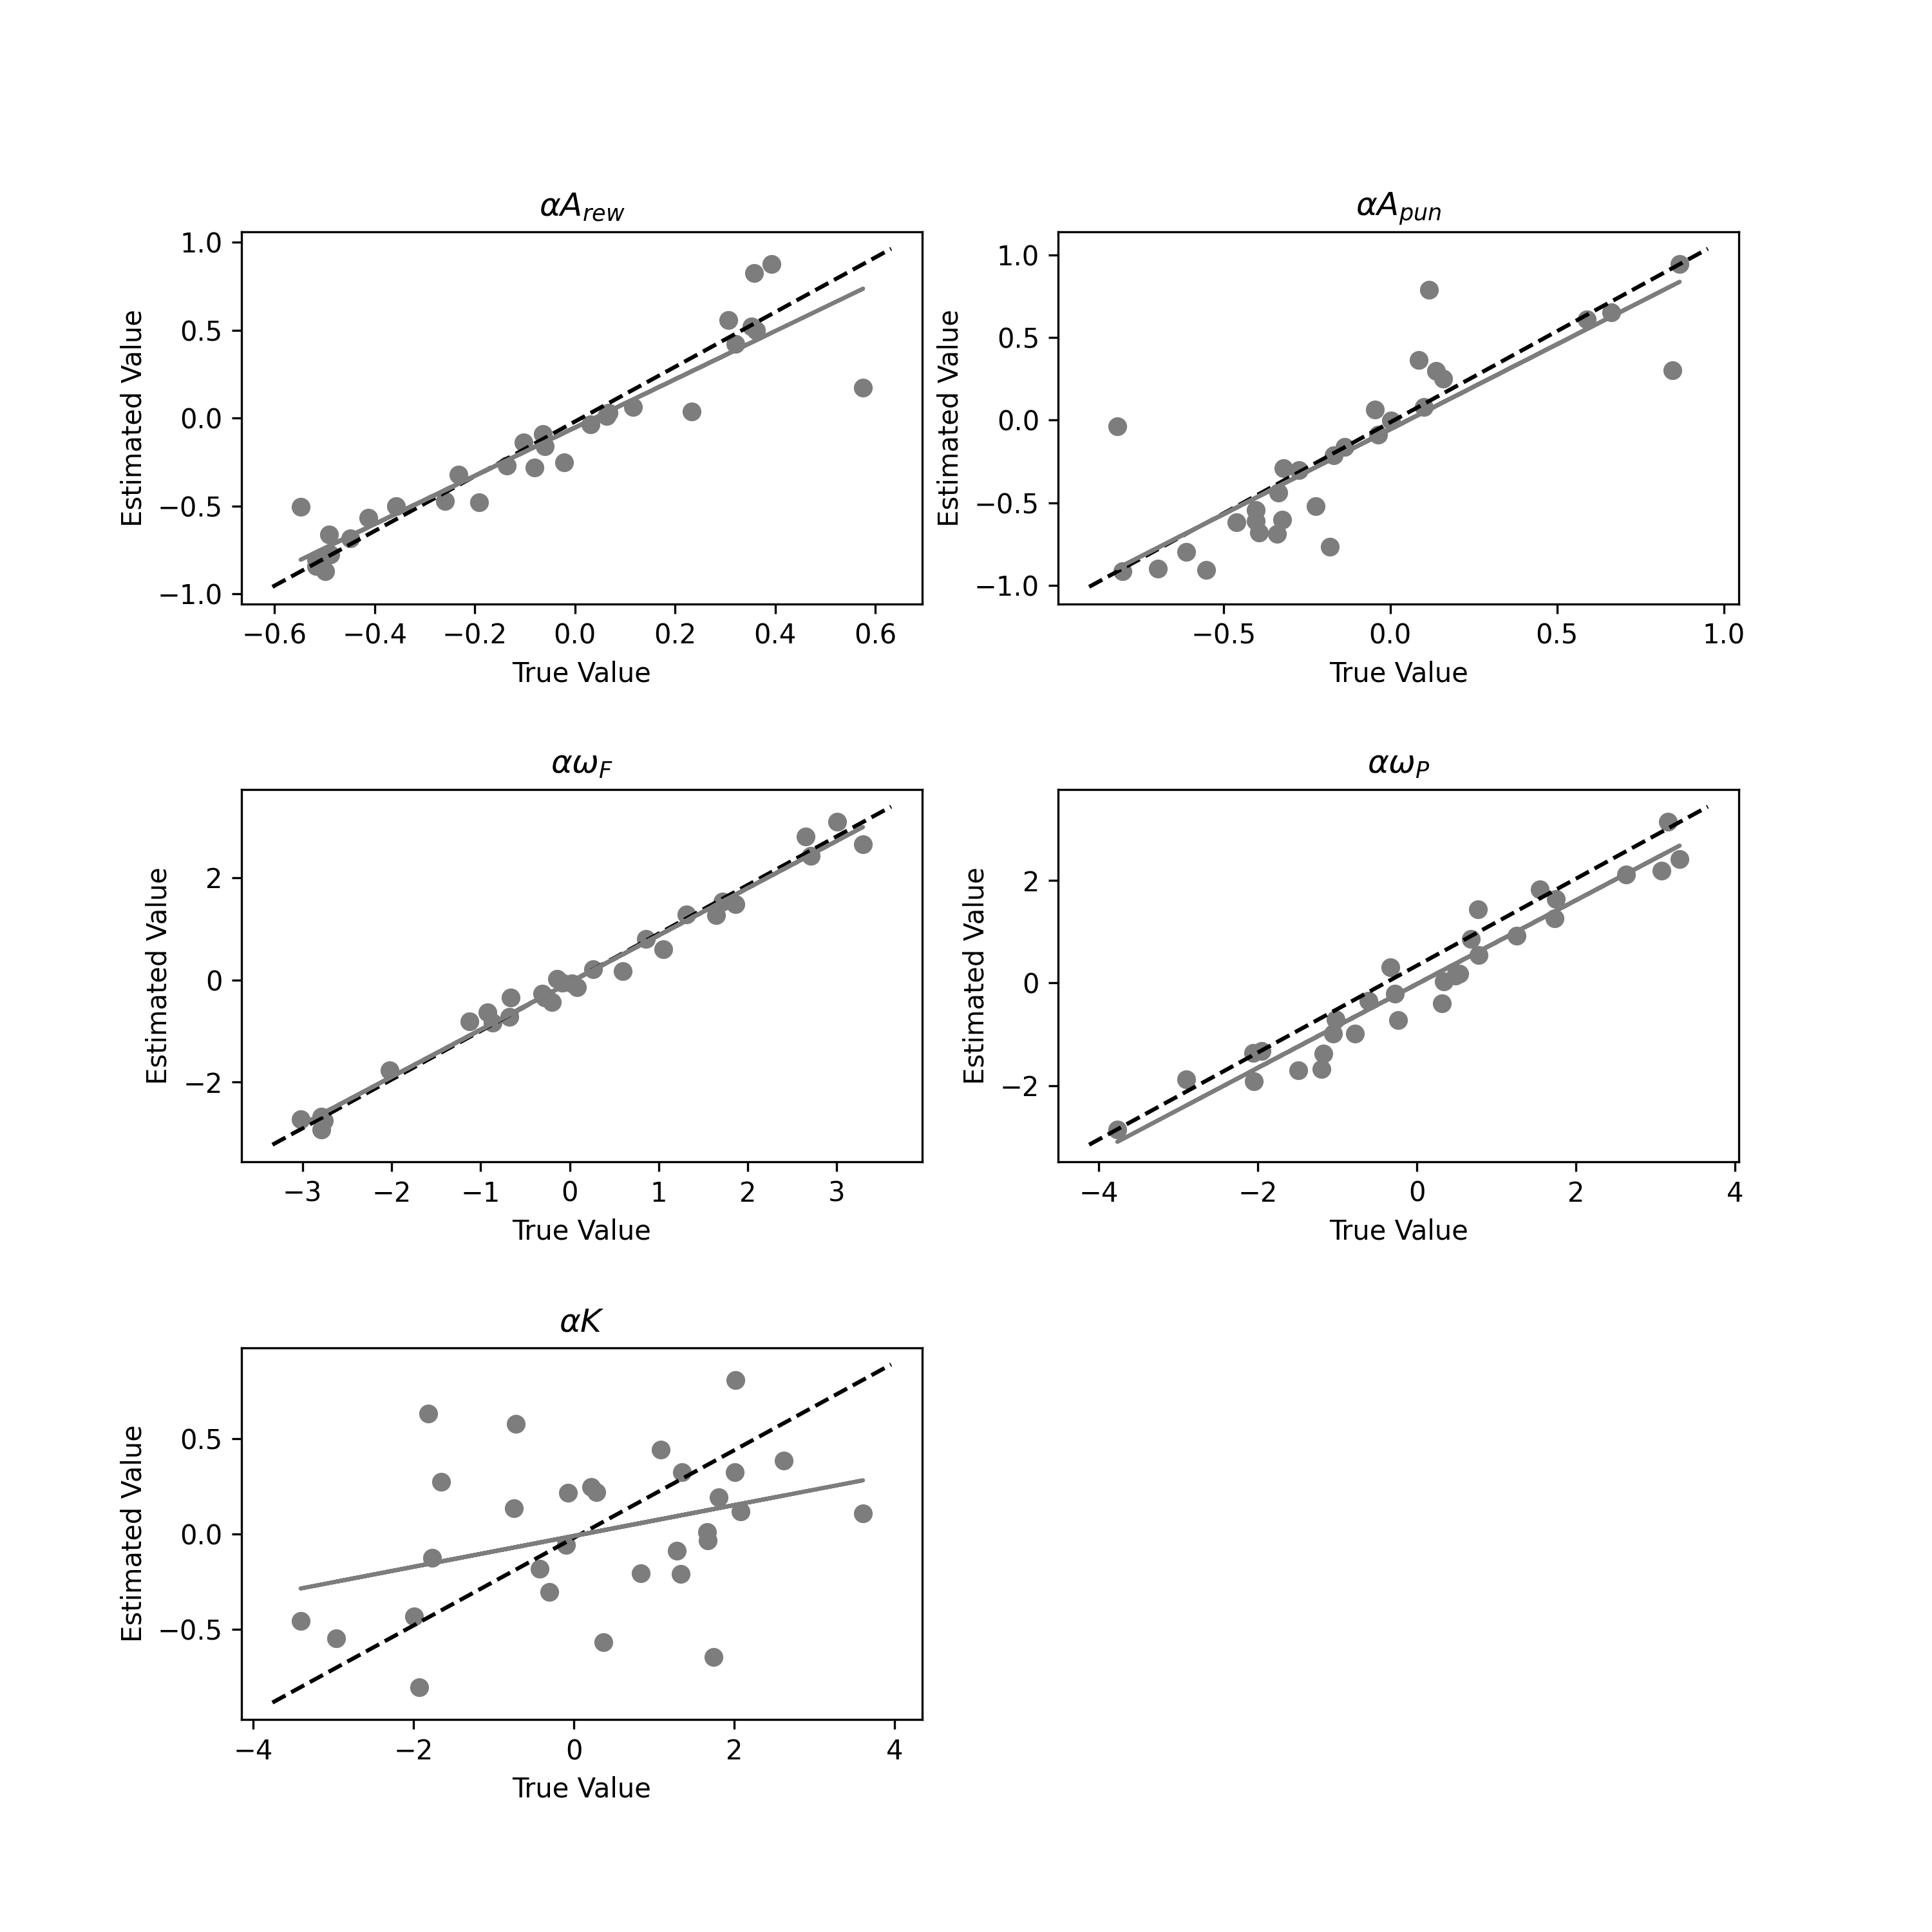 αA_rew
1.0
0.5
0.0
−0.5
−1.0
Estimated Value
−0.6 −0.4 −0.2 0.0 0.2 0.4 0.6
True Value
αA_pun
1.0
0.5
0.0
−0.5
−1.0
Estimated Value
−0.5 0.0 0.5 1.0
True Value
αω_F
2
0
−2
Estimated Value
−3 −2 −1 0 1 2 3
True Value
αω_P
2
0
−2
Estimated Value
−4 −2 0 2 4
True Value
αK
0.5
0.0
−0.5
Estimated Value
−4 −2 0 2 4
True Value